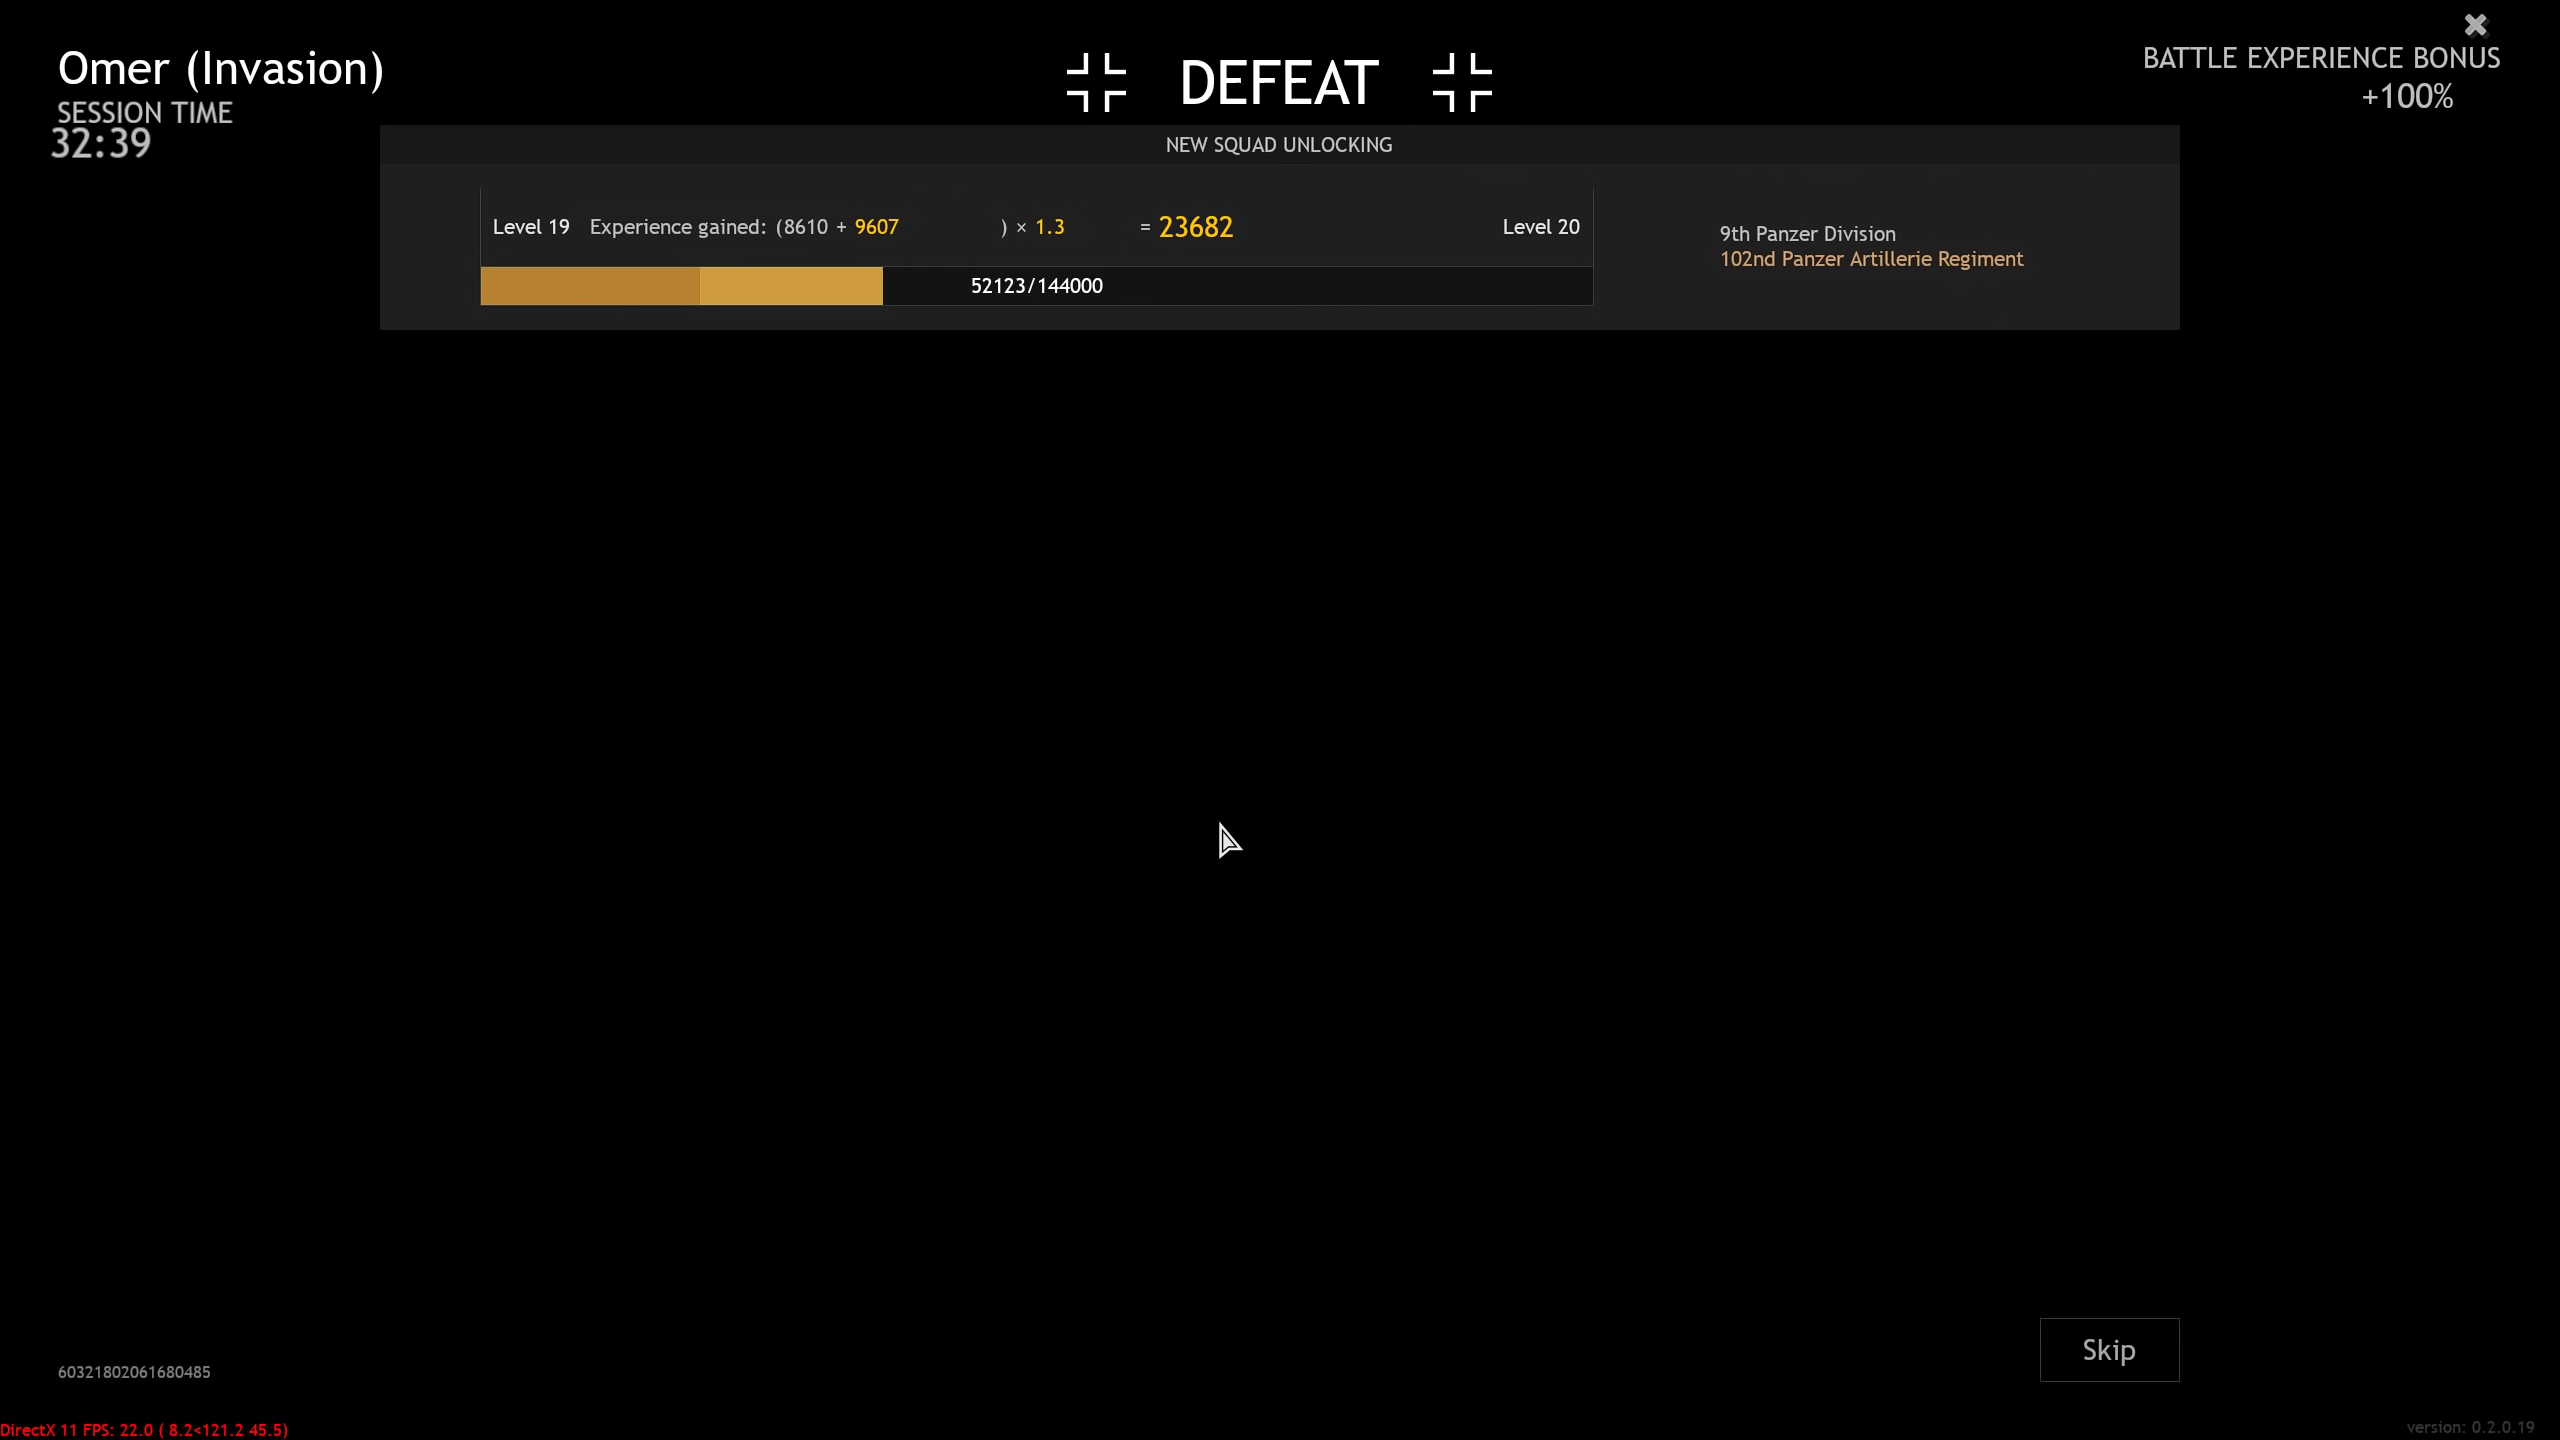 Omer (Invasion)
SESSION TIME
32:39
DEFEAT
BATTLE EXPERIENCE BONUS
+100%
NEW SQUAD UNLOCKING
Level 19 Experience gained: (8610 + 9607 ) × 1.3 = 23682 Level 20
52123/144000
9th Panzer Division
102nd Panzer Artillerie Regiment
Skip
60321802061680485
DirectX 11 FPS: 22.0 ( 8.2<121.2 45.5)
version: 0.2.0.19